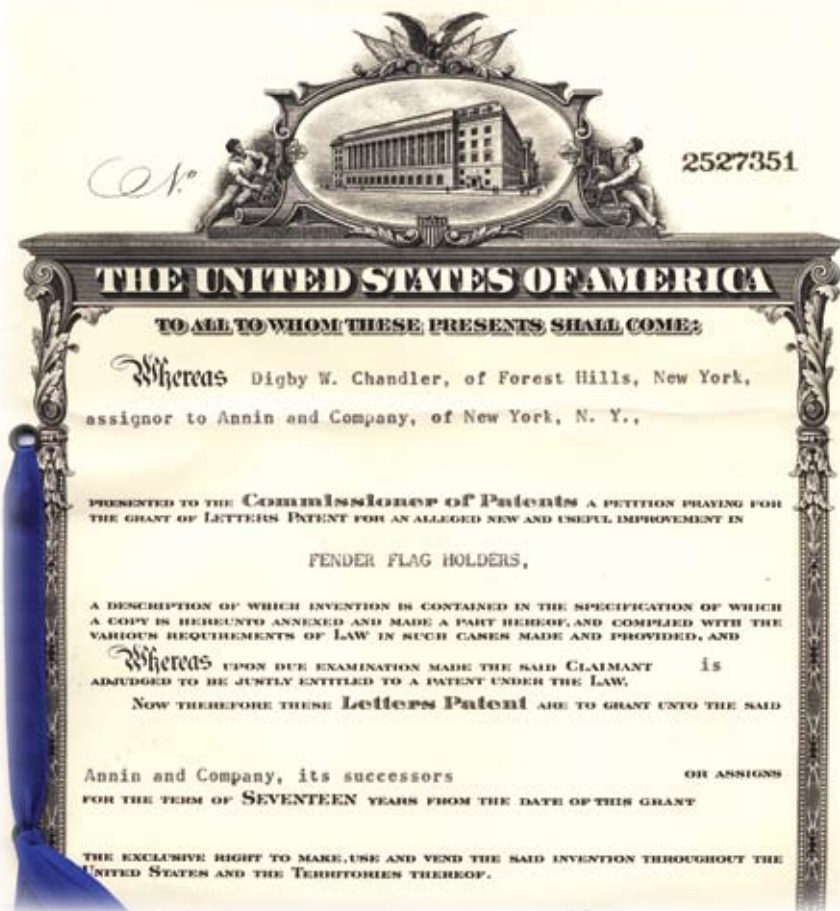 No. 2527351
THE UNITED STATES OF AMERICA
TO ALL TO WHOM THESE PRESENTS SHALL COME:
Whereas Digby W. Chandler, of Forest Hills, New York,
assignor to Annin and Company, of New York, N. Y.,
PRESENTED TO THE Commissioner of Patents A PETITION PRAYING FOR
THE GRANT OF LETTERS PATENT FOR AN ALLEGED NEW AND USEFUL IMPROVEMENT IN
FENDER FLAG HOLDERS,
A DESCRIPTION OF WHICH INVENTION IS CONTAINED IN THE SPECIFICATION OF WHICH
A COPY IS HEREUNTO ANNEXED AND MADE A PART HEREOF, AND COMPLIED WITH THE
VARIOUS REQUIREMENTS OF LAW IN SUCH CASES MADE AND PROVIDED, AND
Whereas UPON DUE EXAMINATION MADE THE SAID CLAIMANT is
ADJUDGED TO BE JUSTLY ENTITLED TO A PATENT UNDER THE LAW.
NOW THEREFORE THESE Letters Patent ARE TO GRANT UNTO THE SAID
Annin and Company, its successors OR ASSIGNS
FOR THE TERM OF SEVENTEEN YEARS FROM THE DATE OF THIS GRANT
THE EXCLUSIVE RIGHT TO MAKE, USE AND VEND THE SAID INVENTION THROUGHOUT THE
UNITED STATES AND THE TERRITORIES THEREOF.